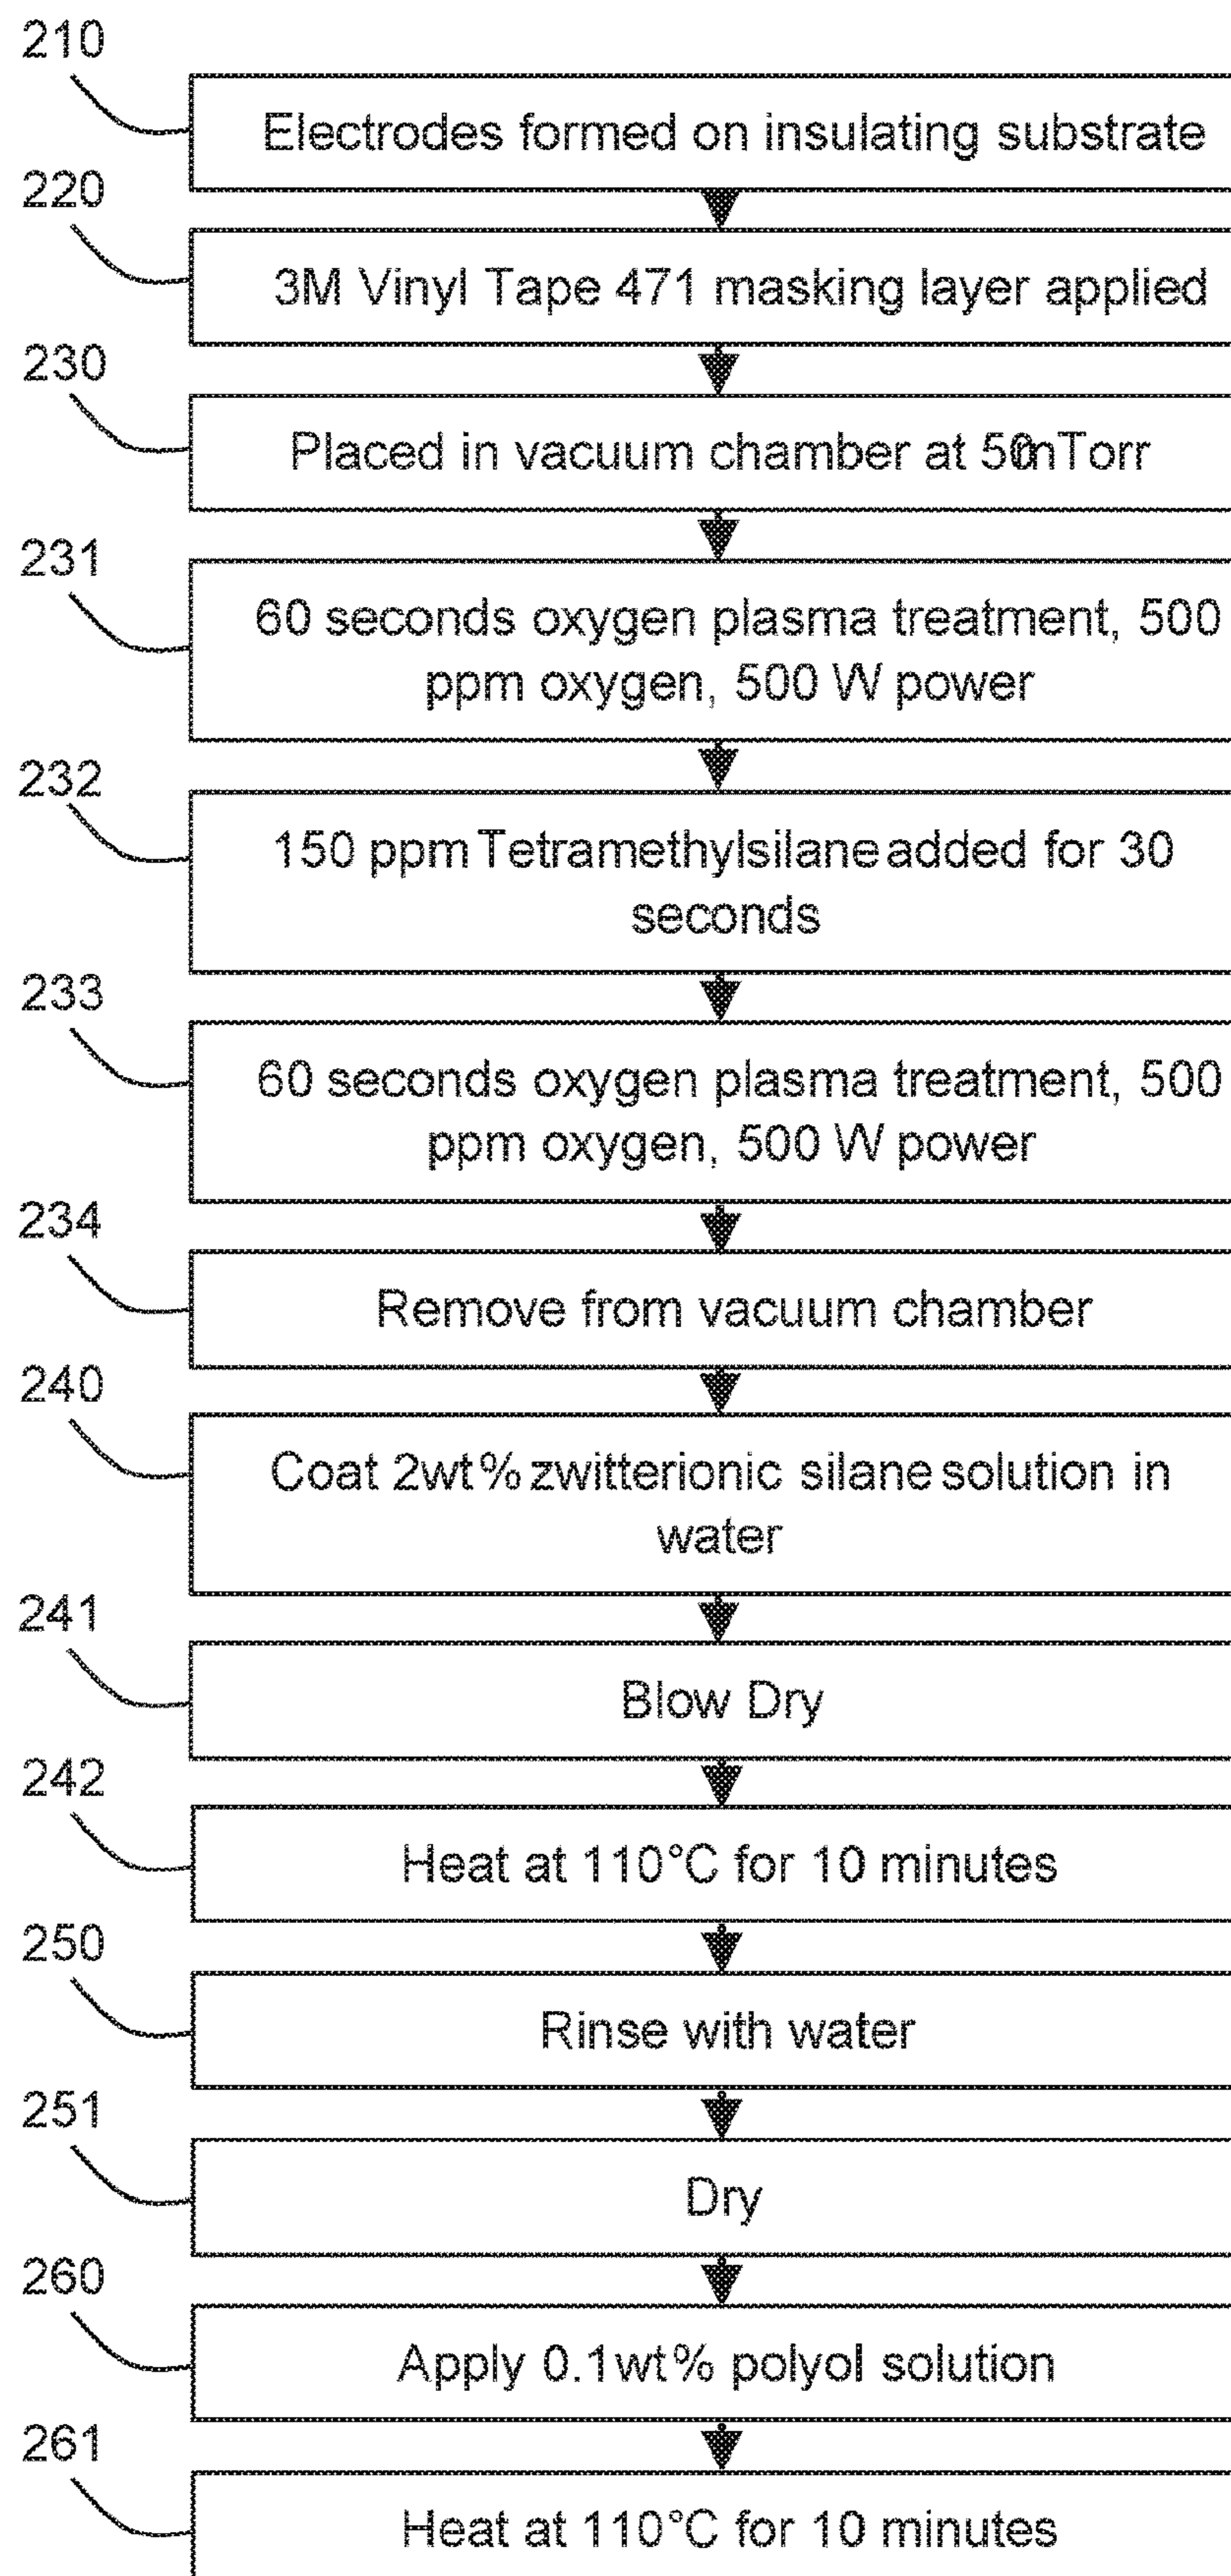 210
Electrodes formed on insulating substrate
220
3M Vinyl Tape 471 masking layer applied
230
Placed in vacuum chamber at 50mTorr
231
60 seconds oxygen plasma treatment, 500
ppm oxygen, 500 W power
232
150 ppm Tetramethylsilane added for 30
seconds
233
60 seconds oxygen plasma treatment, 500
ppm oxygen, 500 W power
234
Remove from vacuum chamber
240
Coat 2wt% zwitterionic silane solution in
water
241
Blow Dry
242
Heat at 110°C for 10 minutes
250
Rinse with water
251
Dry
260
Apply 0.1wt% polyol solution
261
Heat at 110°C for 10 minutes